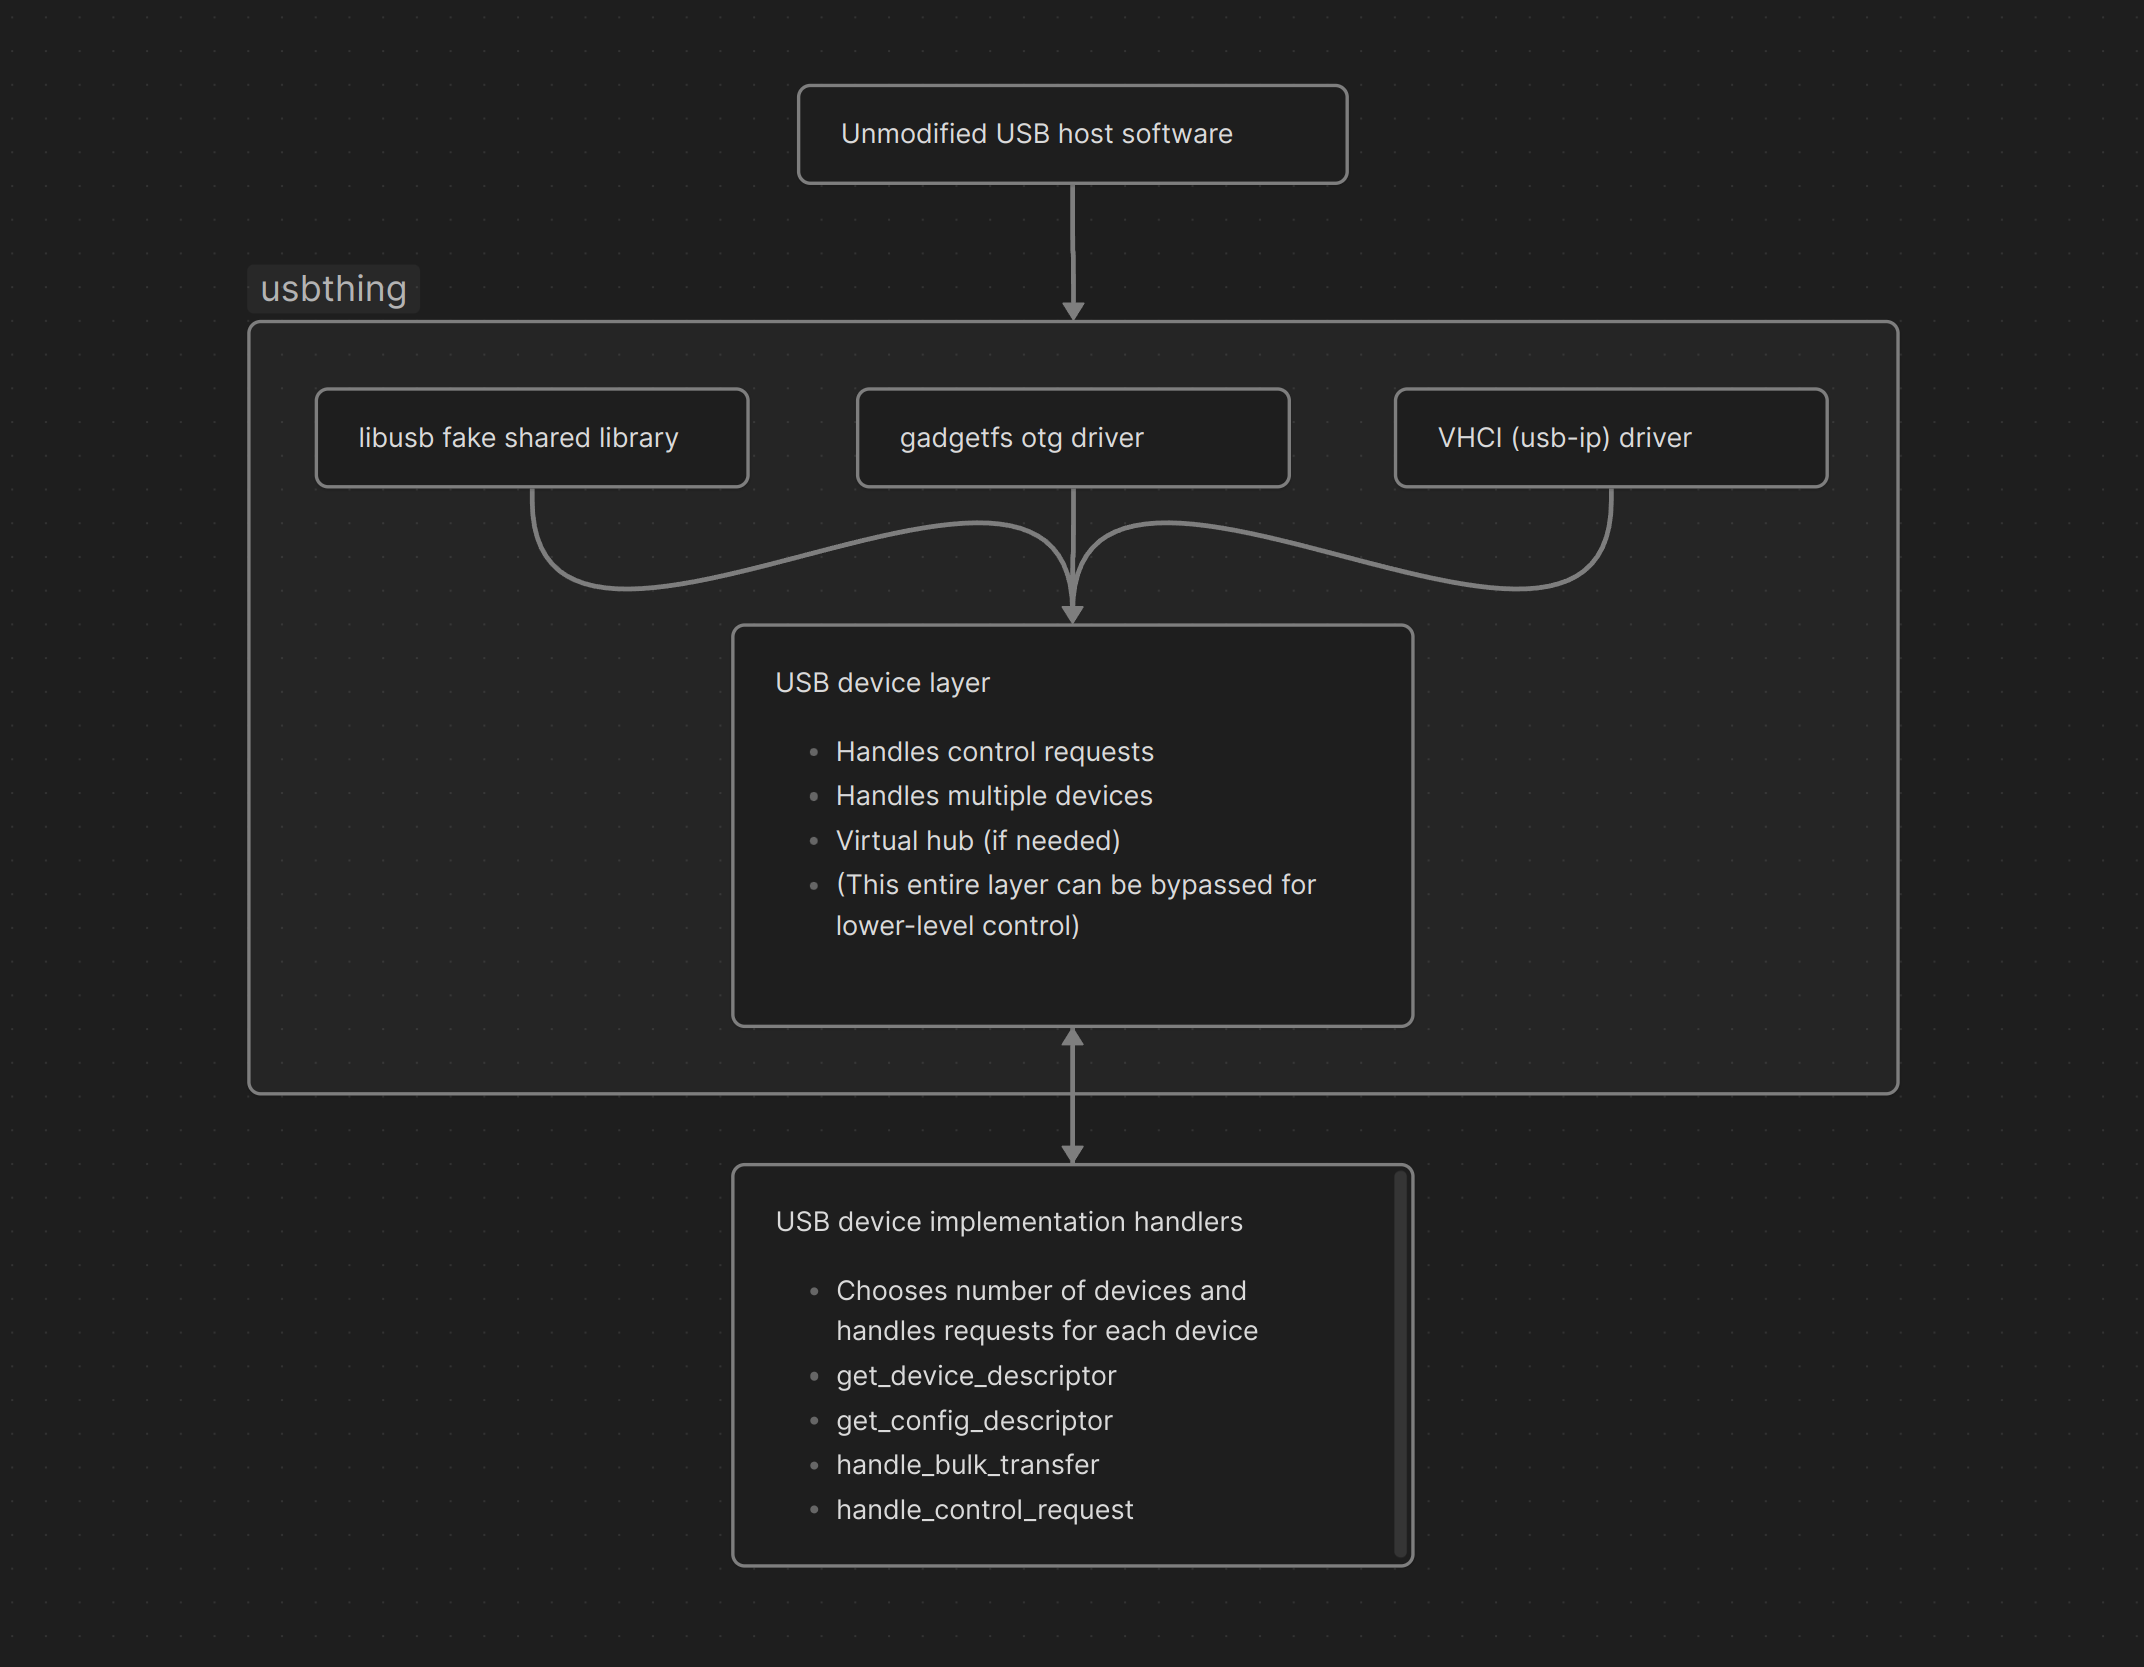 Unmodified USB host software
usbthing
libusb fake shared library
gadgetfs otg driver
VHCI (usb-ip) driver
USB device layer
Handles control requests
Handles multiple devices
Virtual hub (if needed)
(This entire layer can be bypassed for
lower-level control)
USB device implementation handlers
Chooses number of devices and
handles requests for each device
get_device_descriptor
get_config_descriptor
handle_bulk_transfer
handle_control_request